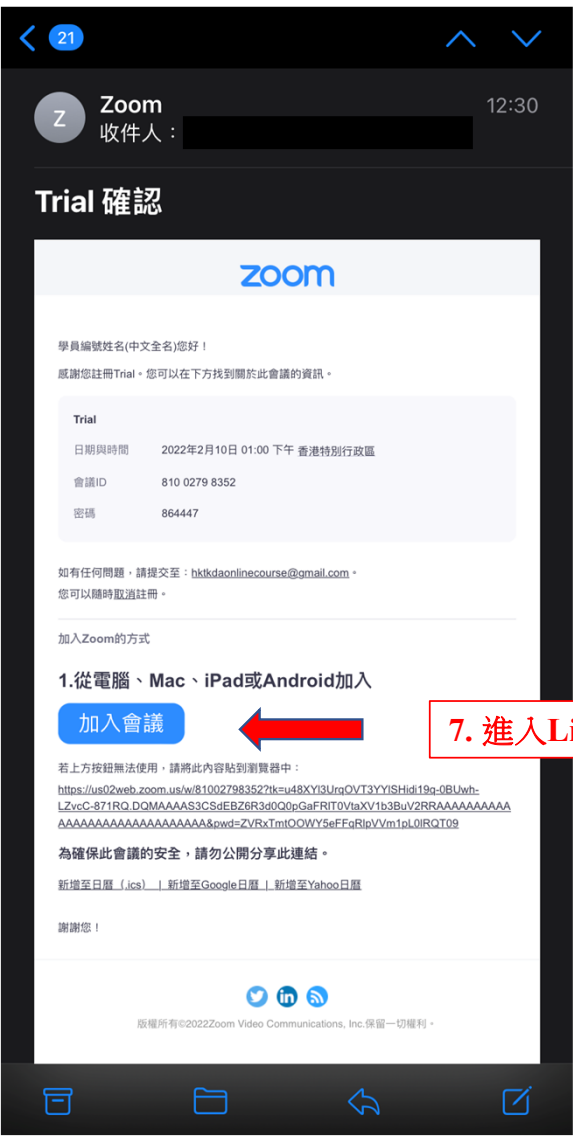 21
Z
Zoom
12:30
收件人：
Trial 確認
zoom
學員編號姓名(中文全名)您好！
感謝您註冊Trial。您可以在下方找到關於此會議的資訊。
Trial
日期與時間 2022年2月10日 01:00 下午 香港特別行政區
會議ID 810 0279 8352
密碼 864447
如有任何問題，請提交至：hktkdaonlinecourse@gmail.com。
您可以隨時取消註冊。
加入Zoom的方式
1.從電腦、Mac、iPad或Android加入
加入會議
7. 進入Li
若上方按鈕無法使用，請將此內容貼到瀏覽器中：
https://us02web.zoom.us/w/81002798352?tk=u48XYl3UrqOVT3YYlSHidi19q-0BUwh-
LZvcC-871RQ.DQMAAAAS3CSdEBZ6R3d0Q0pGaFRIT0VtaXV1b3BuV2RRAAAAAAAAAA
AAAAAAAAAAAAAAAAAAAAAA&pwd=ZVRxTmtOOWY5eFFqRlpVVm1pL0lRQT09
為確保此會議的安全，請勿公開分享此連結。
新增至日曆（.ics） | 新增至Google日曆 | 新增至Yahoo日曆
謝謝您！
in
版權所有©2022Zoom Video Communications, Inc.保留一切權利。